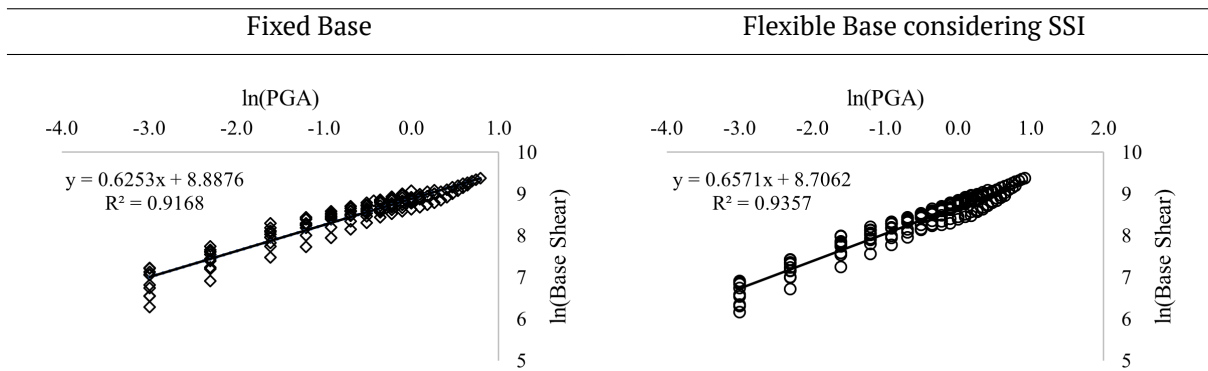 Fixed Base
Flexible Base considering SSI
ln(PGA)
-4.0 -3.0 -2.0 -1.0 0.0 1.0
y = 0.6253x + 8.8876
R² = 0.9168
10
9
8
7
6
5
ln(Base Shear)
ln(PGA)
-4.0 -3.0 -2.0 -1.0 0.0 1.0 2.0
y = 0.6571x + 8.7062
R² = 0.9357
10
9
8
7
6
5
ln(Base Shear)